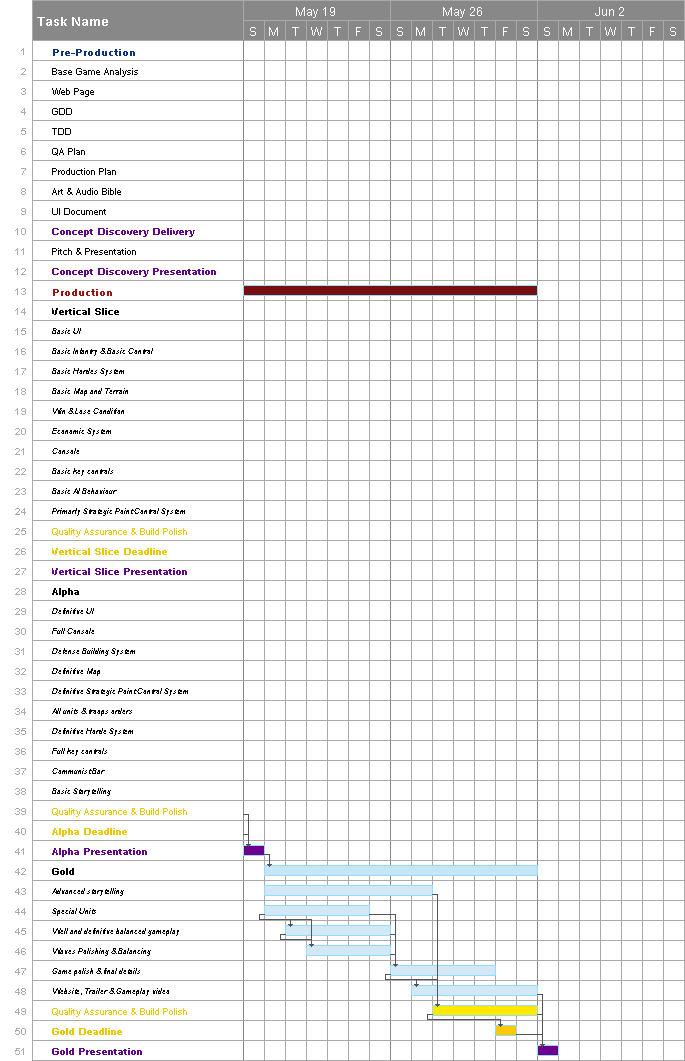 Task Name
May 19 May 26 Jun 2
S M T W T F S S M T W T F S S M T W T F S
1 Pre-Production
2 Base Game Analysis
3 Web Page
4 GDD
5 TDD
6 QA Plan
7 Production Plan
8 Art & Audio Bible
9 UI Document
10 Concept Discovery Delivery
11 Pitch & Presentation
12 Concept Discovery Presentation
13 Production
14 Vertical Slice
15 Basic UI
16 Basic Infantry & Basic Control
17 Basic Hordes System
18 Basic Map and Terrain
19 Win & Lose Condition
20 Economic System
21 Console
22 Basic key controls
23 Basic AI Behaviour
24 Primarly Strategic Point Control System
25 Quality Assurance & Build Polish
26 Vertical Slice Deadline
27 Vertical Slice Presentation
28 Alpha
29 Definitive UI
30 Full Console
31 Defense Building System
32 Definitive Map
33 Definitive Strategic Point Control System
34 All units & troops orders
35 Definitive Horde System
36 Full key controls
37 Communist Bar
38 Basic Storytelling
39 Quality Assurance & Build Polish
40 Alpha Deadline
41 Alpha Presentation
42 Gold
43 Advanced storytelling
44 Special Units
45 Well and definitive balanced gameplay
46 Waves Polishing & Balancing
47 Game polish & final details
48 Website, Trailer & Gameplay video
49 Quality Assurance & Build Polish
50 Gold Deadline
51 Gold Presentation